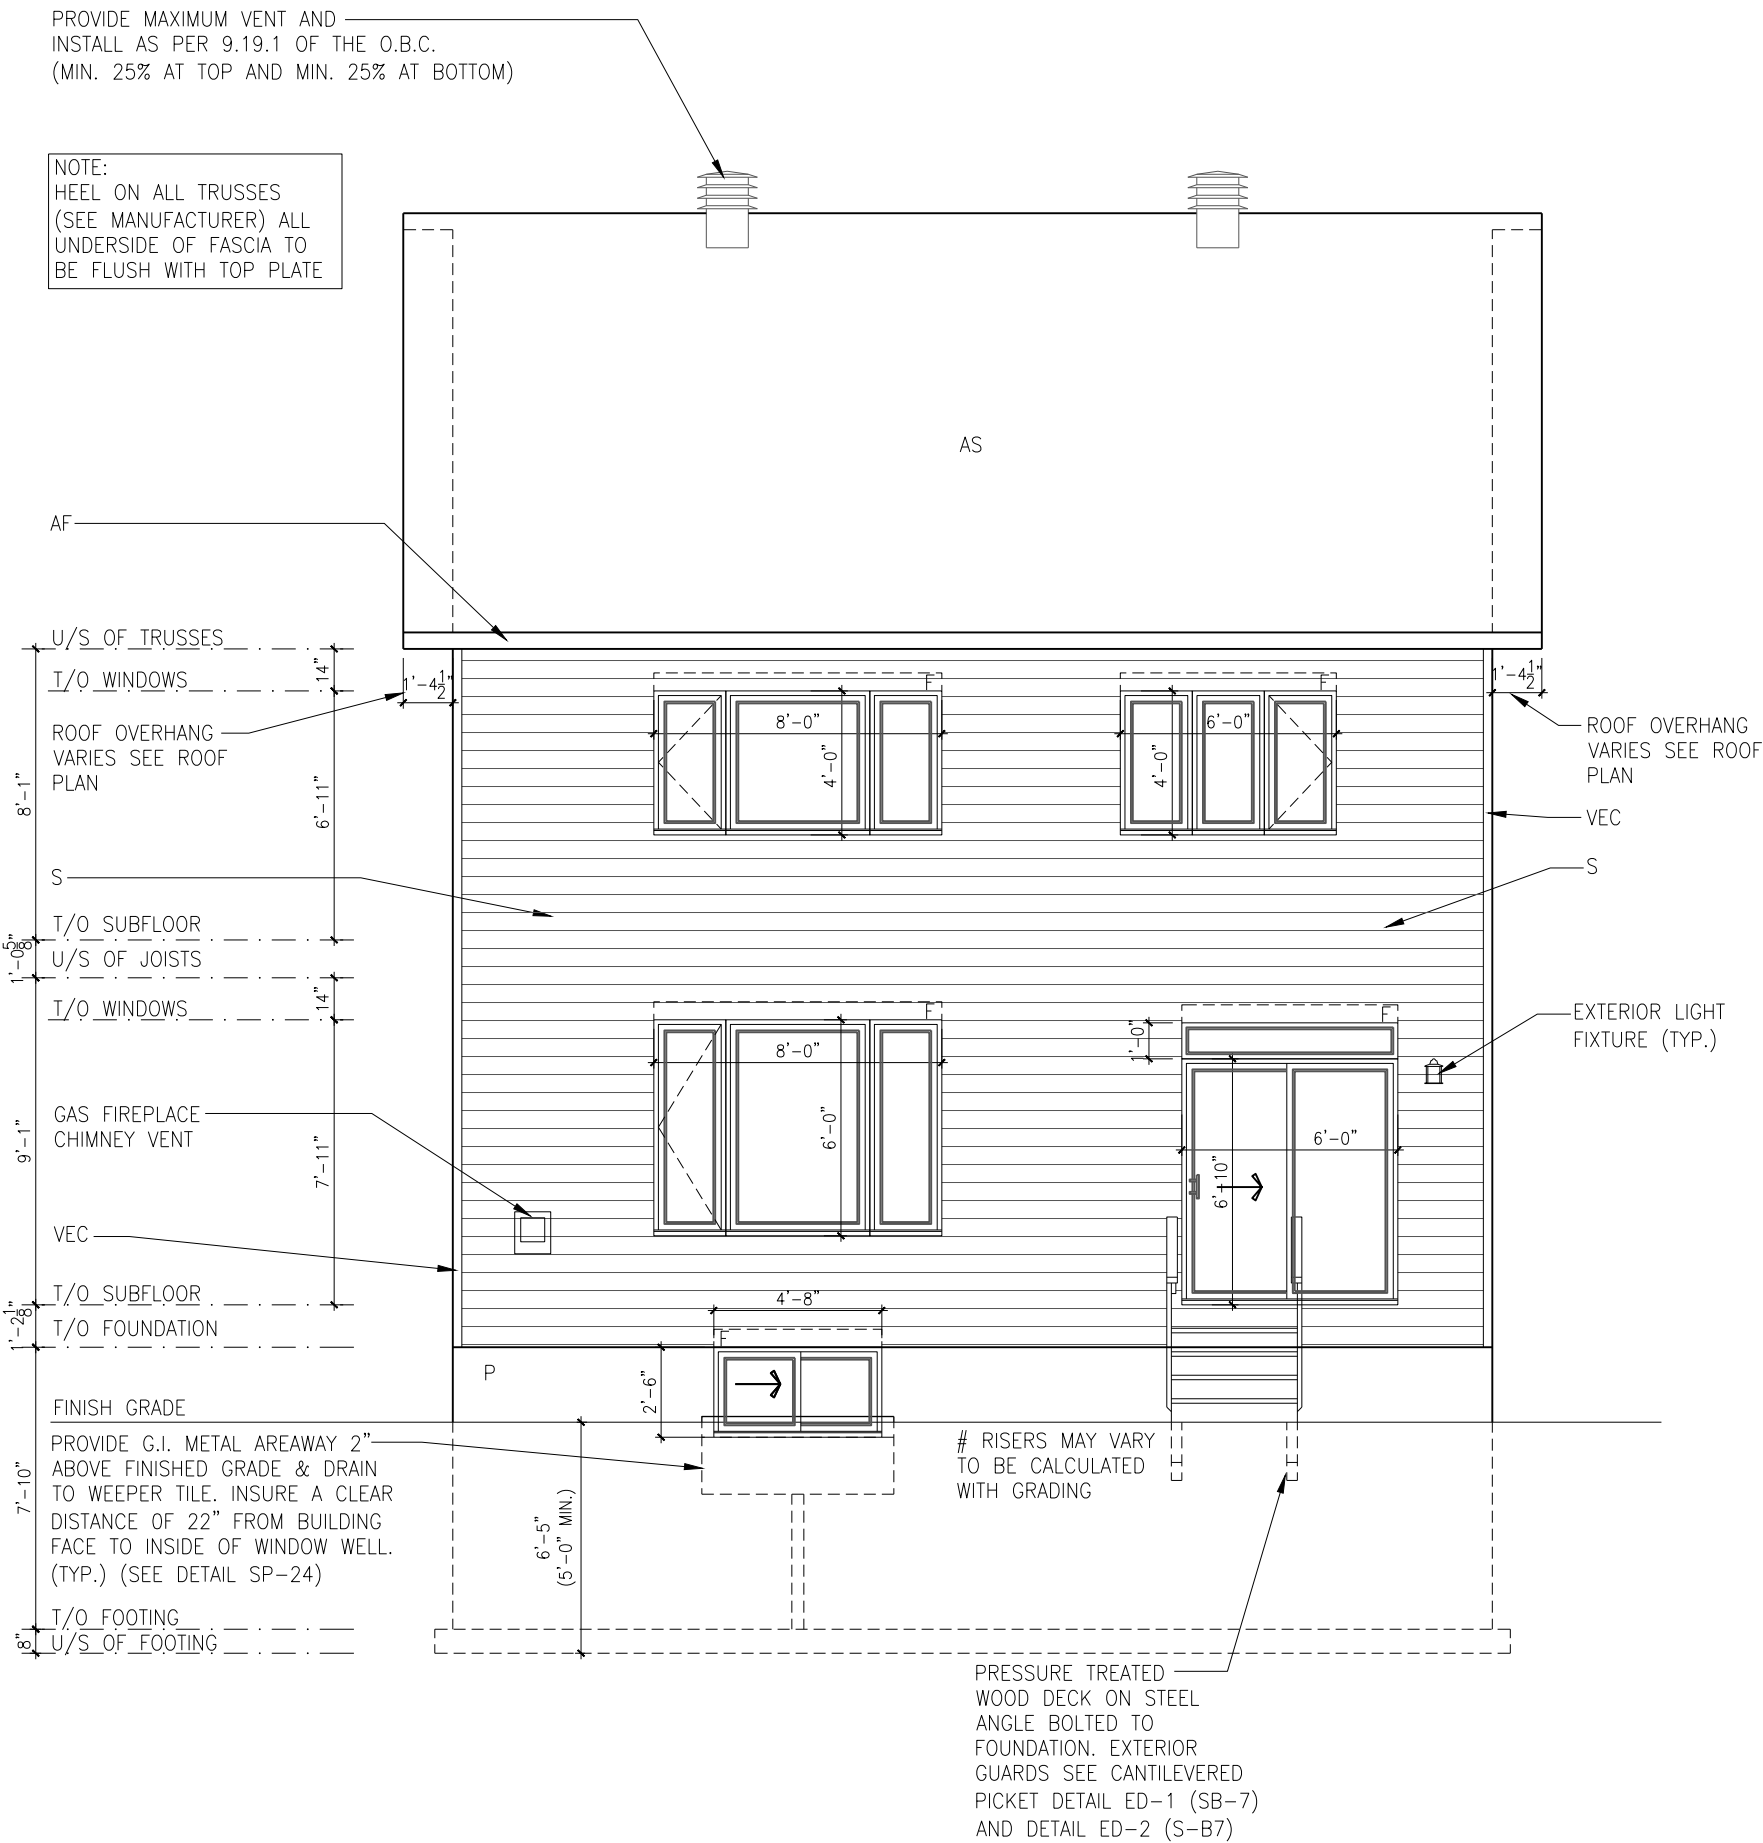 PROVIDE MAXIMUM VENT AND
INSTALL AS PER 9.19.1 OF THE O.B.C.
(MIN. 25% AT TOP AND MIN. 25% AT BOTTOM)
NOTE:
HEEL ON ALL TRUSSES
(SEE MANUFACTURER) ALL
UNDERSIDE OF FASCIA TO
BE FLUSH WITH TOP PLATE
AS
AF
U/S OF TRUSSES
14"
T/O WINDOWS
1'-4½"
1'-4½"
ROOF OVERHANG
VARIES SEE ROOF
PLAN
8'-1"
6'-11"
F
8'-0"
4'-0"
F
6'-0"
4'-0"
ROOF OVERHANG
VARIES SEE ROOF
PLAN
VEC
S
S
T/O SUBFLOOR
1'-0⅝"
U/S OF JOISTS
14"
T/O WINDOWS
F
8'-0"
6'-0"
F
1'-0"
EXTERIOR LIGHT
FIXTURE (TYP.)
GAS FIREPLACE
CHIMNEY VENT
9'-1"
7'-11"
6'-0"
6'-10"
VEC
T/O SUBFLOOR
4'-8"
1'-2⅛"
T/O FOUNDATION
F
P
2'-6"
FINISH GRADE
PROVIDE G.I. METAL AREAWAY 2"
ABOVE FINISHED GRADE & DRAIN
TO WEEPER TILE. INSURE A CLEAR
DISTANCE OF 22" FROM BUILDING
FACE TO INSIDE OF WINDOW WELL.
(TYP.) (SEE DETAIL SP-24)
7'-10"
6'-5"
(5'-0" MIN.)
# RISERS MAY VARY
TO BE CALCULATED
WITH GRADING
T/O FOOTING
8"
U/S OF FOOTING
PRESSURE TREATED
WOOD DECK ON STEEL
ANGLE BOLTED TO
FOUNDATION. EXTERIOR
GUARDS SEE CANTILEVERED
PICKET DETAIL ED-1 (SB-7)
AND DETAIL ED-2 (S-B7)